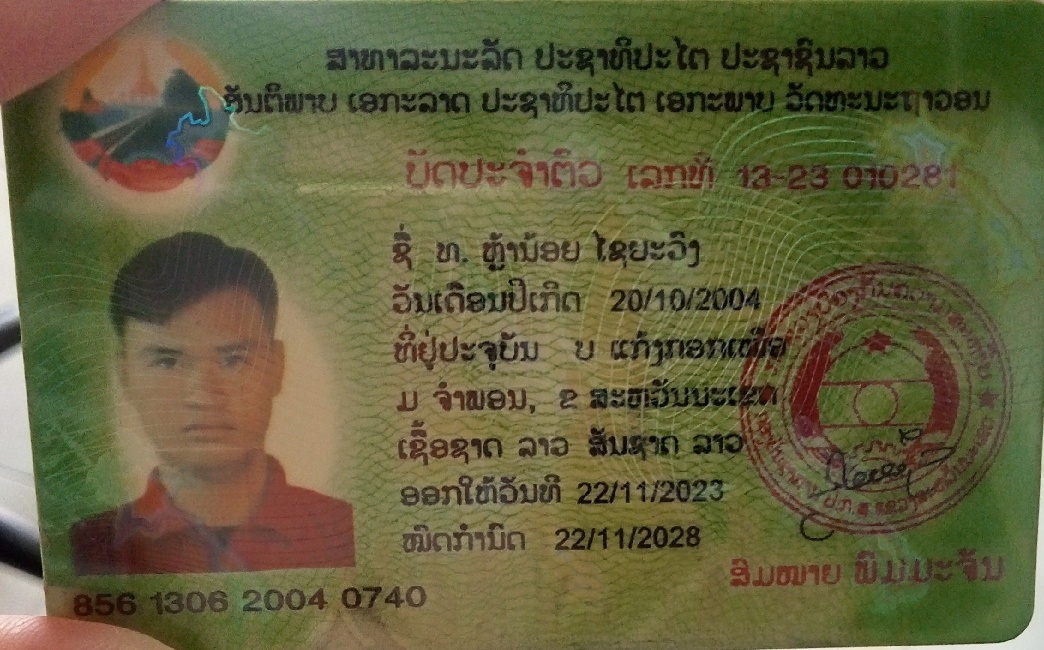 ສາທາລະນະລັດ ປະຊາທິປະໄຕ ປະຊາຊົນລາວ
ສັນຕິພາບ ເອກະລາດ ປະຊາທິປະໄຕ ເອກະພາບ ວັດທະນະຖາວອນ
ບັດປະຈຳຕົວ ເລກທີ 13-23 010281
ຊື່ ທ. ຫຼ້ານ້ອຍ ໄຊຍະວົງ
ວັນເດືອນປີເກີດ 20/10/2004
ທີ່ຢູ່ປະຈຸບັນ ບ ແກ້ງກອກເໜືອ
ມ ຈຳພອນ, ຂ ສະຫວັນນະເຂດ
ເຊື້ອຊາດ ລາວ ສັນຊາດ ລາວ
ອອກໃຫ້ວັນທີ 22/11/2023
ໝົດກຳນົດ 22/11/2028
ສົມໝາຍ ພິມມະຈັນ
856 1306 2004 0740